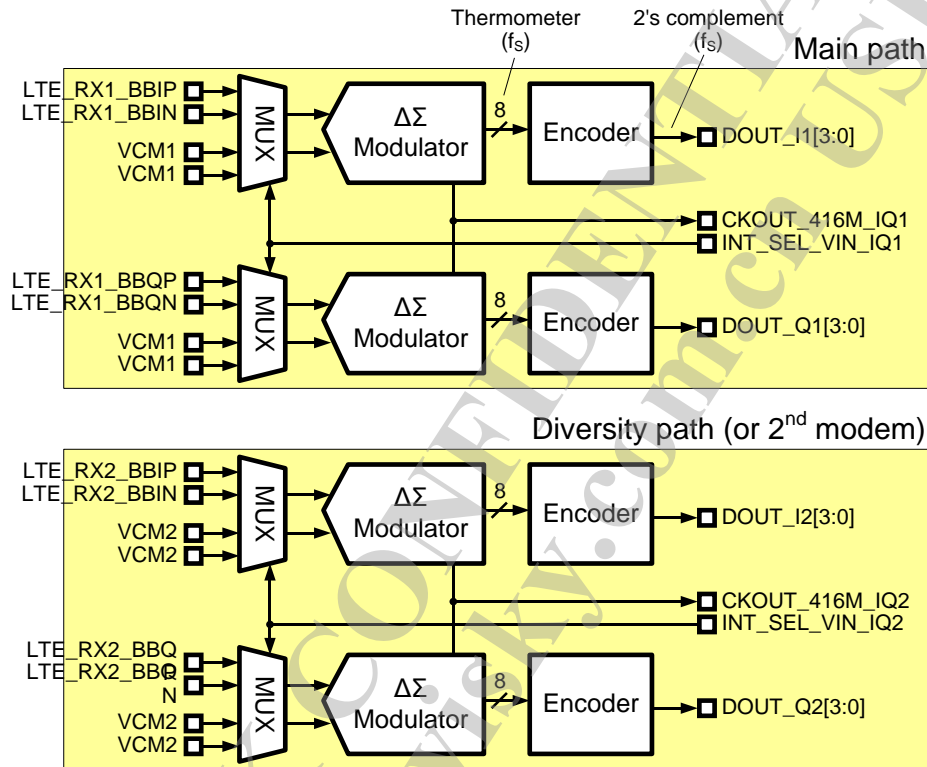 Thermometer
(fS)
2's complement
(fS)
Main path
LTE_RX1_BBIP
LTE_RX1_BBIN
VCM1
VCM1
MUX
ΔΣ
Modulator
8
Encoder
DOUT_I1[3:0]
CKOUT_416M_IQ1
INT_SEL_VIN_IQ1
LTE_RX1_BBQP
LTE_RX1_BBQN
VCM1
VCM1
MUX
ΔΣ
Modulator
8
Encoder
DOUT_Q1[3:0]
Diversity path (or 2nd modem)
LTE_RX2_BBIP
LTE_RX2_BBIN
VCM2
VCM2
MUX
ΔΣ
Modulator
8
Encoder
DOUT_I2[3:0]
CKOUT_416M_IQ2
INT_SEL_VIN_IQ2
LTE_RX2_BBQ
LTE_RX2_BBQ
N
VCM2
VCM2
MUX
ΔΣ
Modulator
8
Encoder
DOUT_Q2[3:0]